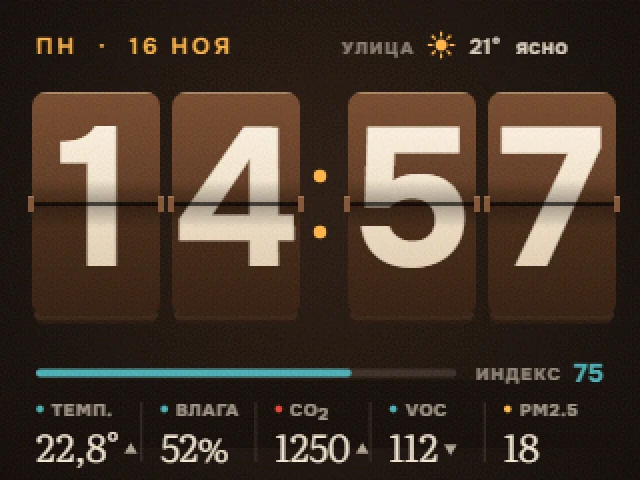 ПН · 16 НОЯ
УЛИЦА 21° ЯСНО
14:57
ИНДЕКС 75
ТЕМП. ВЛАГА CO₂ VOC PM2.5
22,8° 52% 1250 112 18